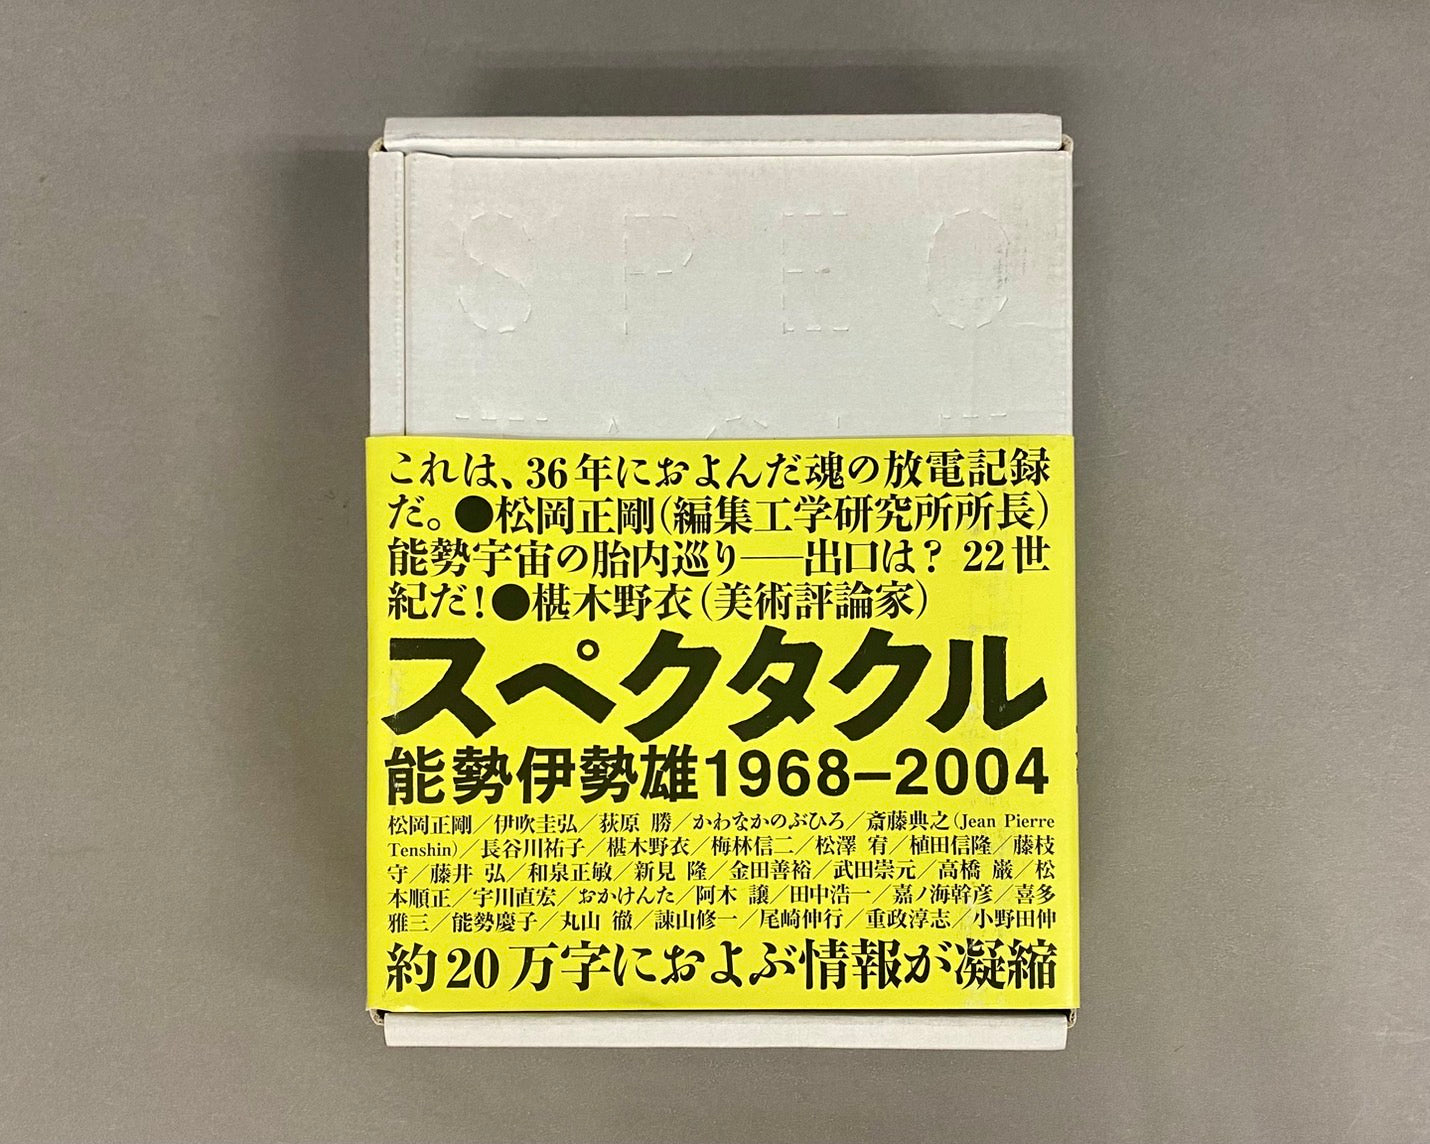 SPEC
これは、36年におよんだ魂の放電記録
だ。●松岡正剛(編集工学研究所所長)
能勢宇宙の胎内巡り──出口は? 22世
紀だ!●椹木野衣(美術評論家)
スペクタクル
能勢伊勢雄1968–2004
松岡正剛/伊吹圭弘/荻原 勝/かわなかのぶひろ/斎藤典之(Jean Pierre
Tenshin)/長谷川祐子/椹木野衣/梅林信二/松澤 宥/植田信隆/藤枝
守/藤井 弘/和泉正敏/新見 隆/金田善裕/武田崇元/高橋 巌/松
本順正/宇川直宏/おかけんた/阿木 譲/田中浩一/嘉ノ海幹彦/喜多
雅三/能勢慶子/丸山 徹/諫山修一/尾崎伸行/重政淳志/小野田伸
約20万字におよぶ情報が凝縮